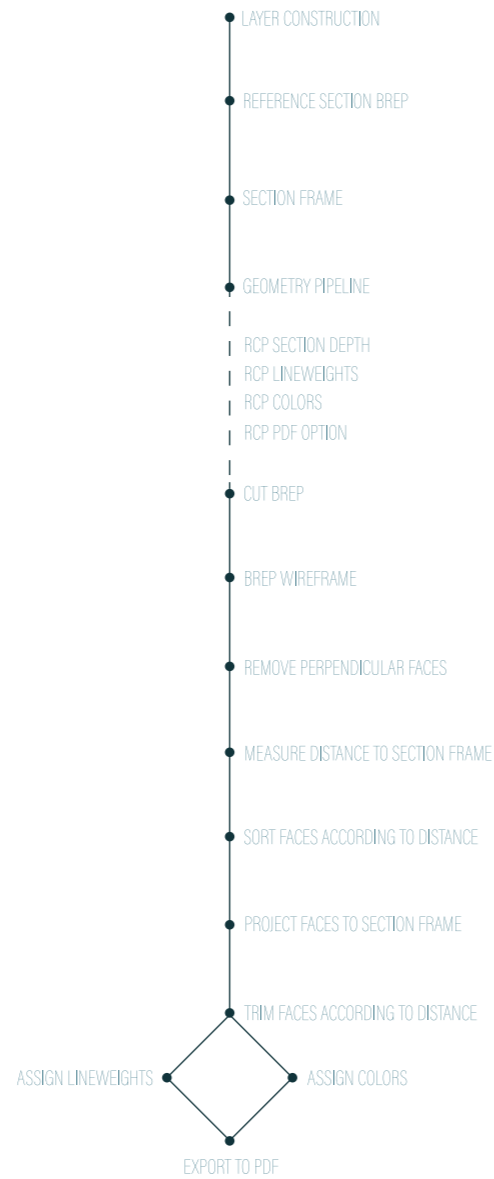 LAYER CONSTRUCTION
REFERENCE SECTION BREP
SECTION FRAME
GEOMETRY PIPELINE
RCP SECTION DEPTH
RCP LINEWEIGHTS
RCP COLORS
RCP PDF OPTION
CUT BREP
BREP WIREFRAME
REMOVE PERPENDICULAR FACES
MEASURE DISTANCE TO SECTION FRAME
SORT FACES ACCORDING TO DISTANCE
PROJECT FACES TO SECTION FRAME
TRIM FACES ACCORDING TO DISTANCE
ASSIGN LINEWEIGHTS
ASSIGN COLORS
EXPORT TO PDF